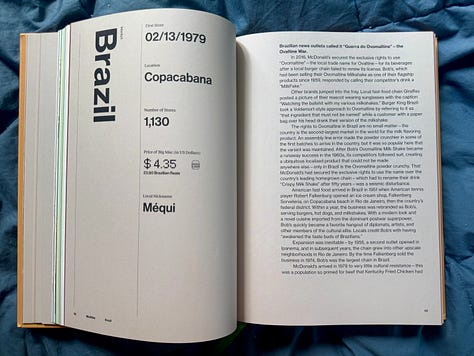 Brazil
First Store
02/13/1979
Location
Copacabana
Number of Stores
1,130
Price of Big Mac (in US Dollars)
$ 4.35
23.90 Brazilian Reals
Local Nickname
Méqui
Brazil
Brazilian news outlets called it "Guerra do Ovomaltine" – the
Ovaltine War.
In 2016, McDonald's secured the exclusive rights to use
"Ovomaltine" – the local trade name for Ovaltine – for its beverages
after a local burger chain failed to renew its license. Bob's, which
had been selling their Ovomaltine Milkshake as one of their flagship
products since 1959, responded by calling their competitor's drink a
"MilkFake."
Other brands jumped into the fray. Local fast-food chain Giraffas
posted a picture of their mascot wearing sunglasses with the caption
"Watching the bullshit with my various milkshakes." Burger King Brazil
took a Voldemort-style approach to Ovomaltine by referring to it as
"that ingredient that must not be named" while a customer with a paper
bag over his head drank their version of the milkshake.
The rights to Ovomaltine in Brazil are no small matter – the
country is the second-largest market in the world for the milk flavoring
product. An assembly line error made the powder crunchier in some of
the first batches to arrive in the country, but it was so popular here that the
variant was maintained. After Bob's Ovomaltine Milk Shake became
a runaway success in the 1960s, its competitors followed suit, creating
a ubiquitous localised product that could not be made
anywhere else – only in Brazil is the Ovomaltine powder crunchy. That
McDonald's had secured the exclusive rights to use the name over the
country's leading homegrown chain – which had to rename their drink
"Crispy Milk Shake" after fifty years – was a seismic disturbance.
American fast food arrived in Brazil in 1951 when American tennis
player Robert Falkenburg opened an ice cream shop, Falkenburg
Sorveteria, on Copacabana beach in Rio de Janeiro, then the country's
federal district. Within a year, the business was rebranded as Bob's,
serving burgers, hot dogs, and milkshakes. With a modern look and
a novel cuisine imported from the dominant postwar superpower,
Bob's quickly became a favorite hangout of diplomats, artists, and
other members of the cultural elite. Locals credit Bob's with having
"awakened the taste buds of Brazilians."
Expansion was inevitable – by 1956, a second outlet opened in
Ipanema, and in subsequent years, the chain grew into other upscale
neighborhoods in Rio de Janeiro. By the time Falkenburg sold the
business in 1974, Bob's was the largest chain in Brazil.
McDonald's arrived in 1979 to very little cultural resistance – this
was a population so primed for beef that Kentucky Fried Chicken had